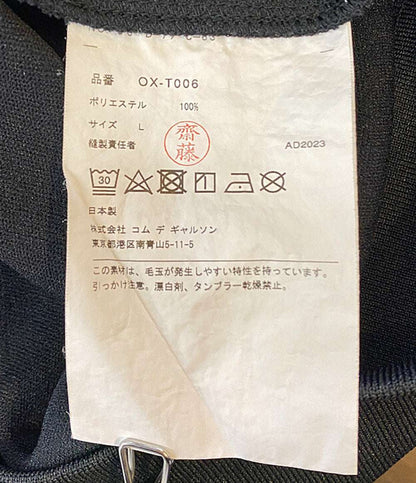 品番 OX-T006
ポリエステル 100%
サイズ L
縫製責任者 齋藤 AD2023
30
日本製
株式会社 コム デ ギャルソン
東京都港区南青山5-11-5
この素材は、毛玉が発生しやすい特性を持っています。
引っかけ注意。漂白剤、タンブラー乾燥禁止。